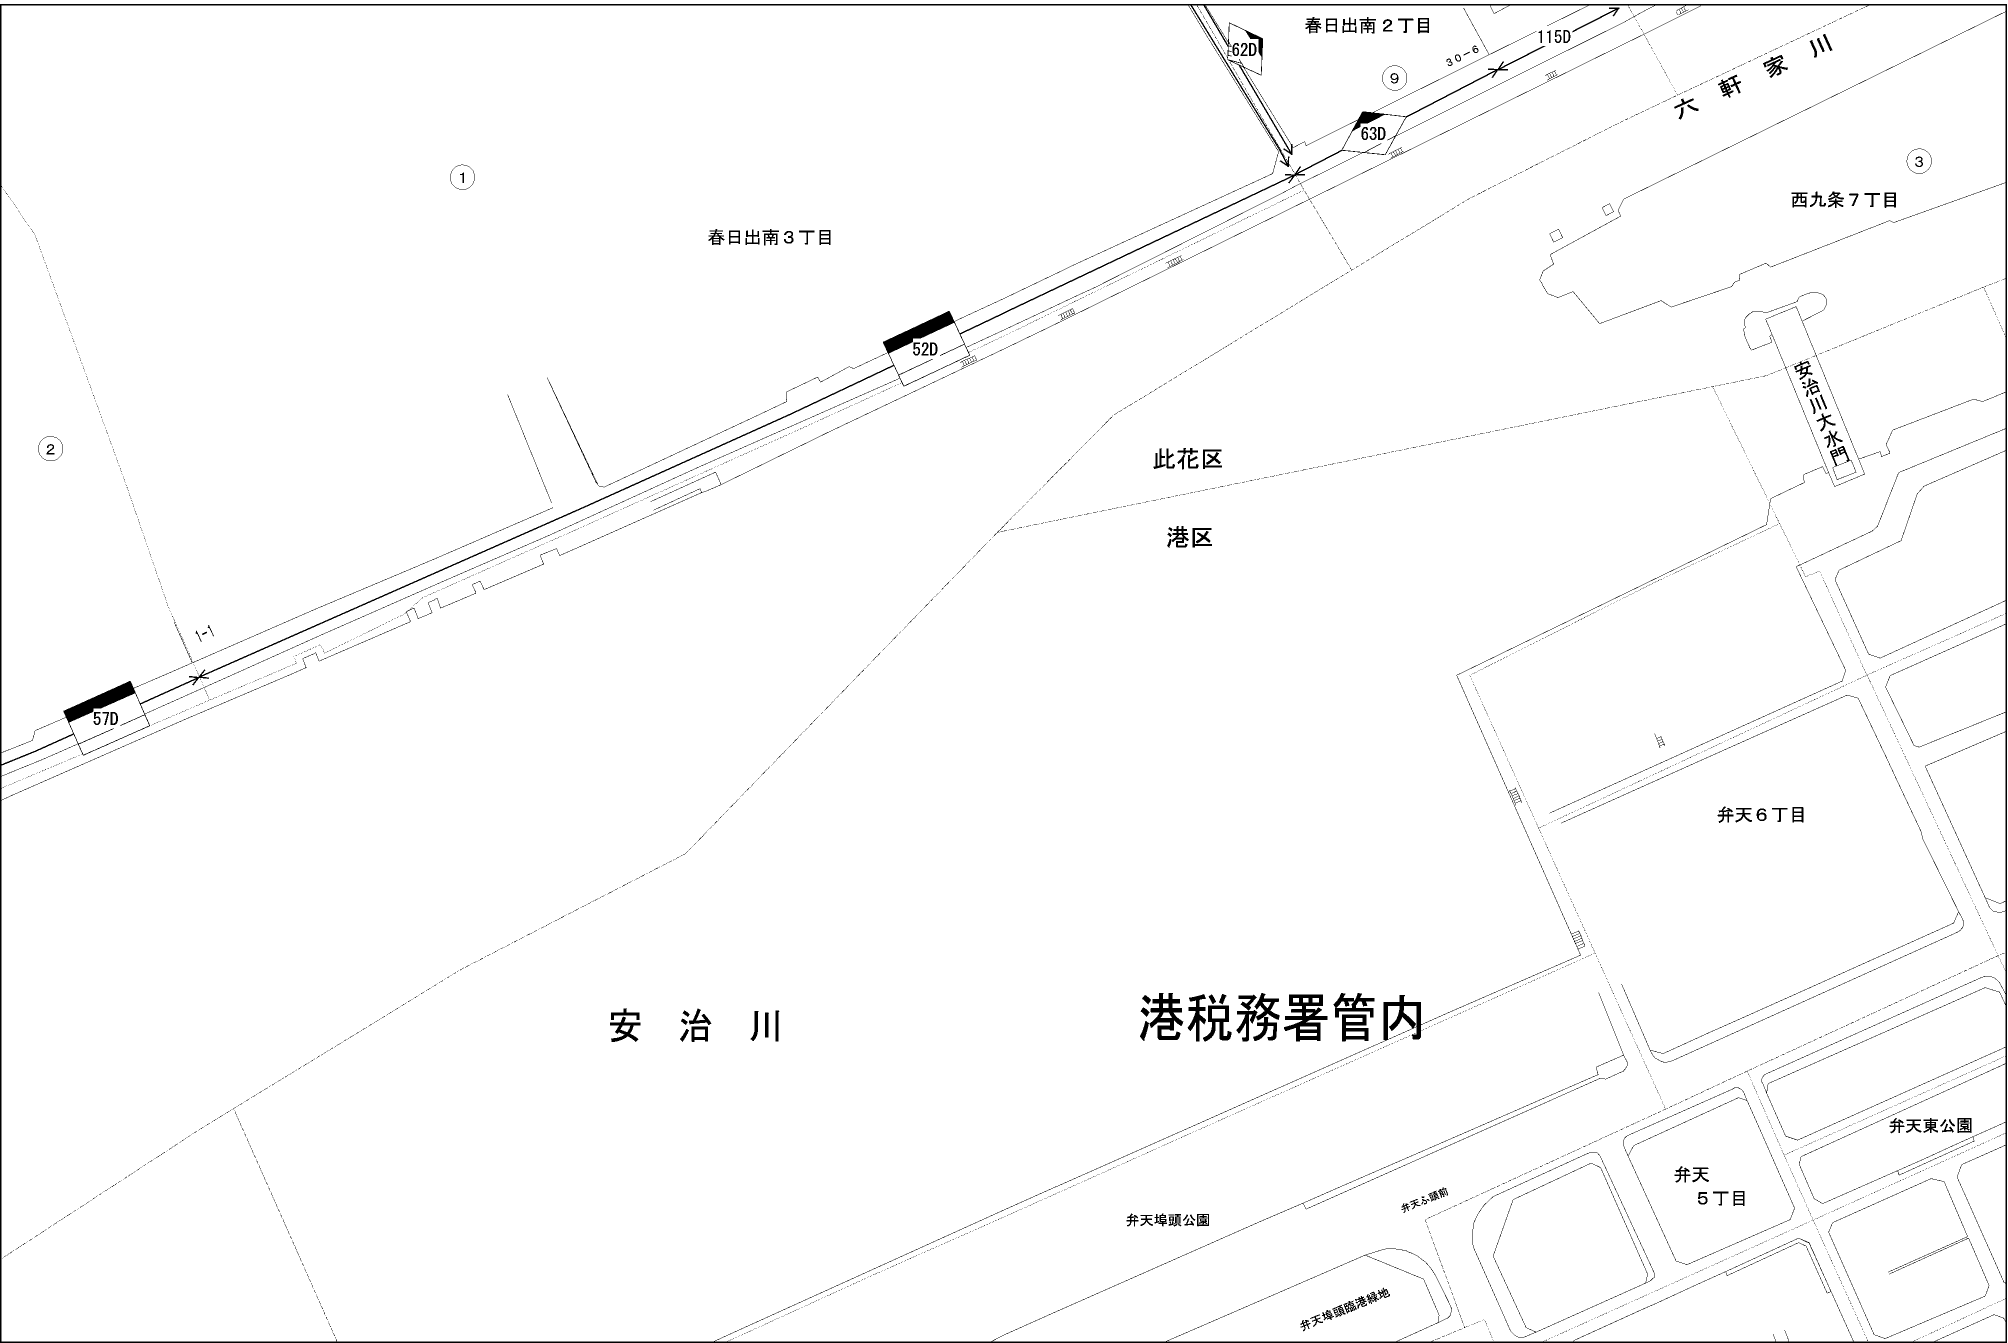 春日出南２丁目
115D
62D
30-6
六軒家川
⑨
63D
③
①
西九条７丁目
春日出南３丁目
52D
安治川大水門
②
此花区
港区
1-1
57D
弁天６丁目
安治川
港税務署管内
弁天東公園
弁天
５丁目
弁天ふ頭前
弁天埠頭公園
弁天埠頭臨港緑地